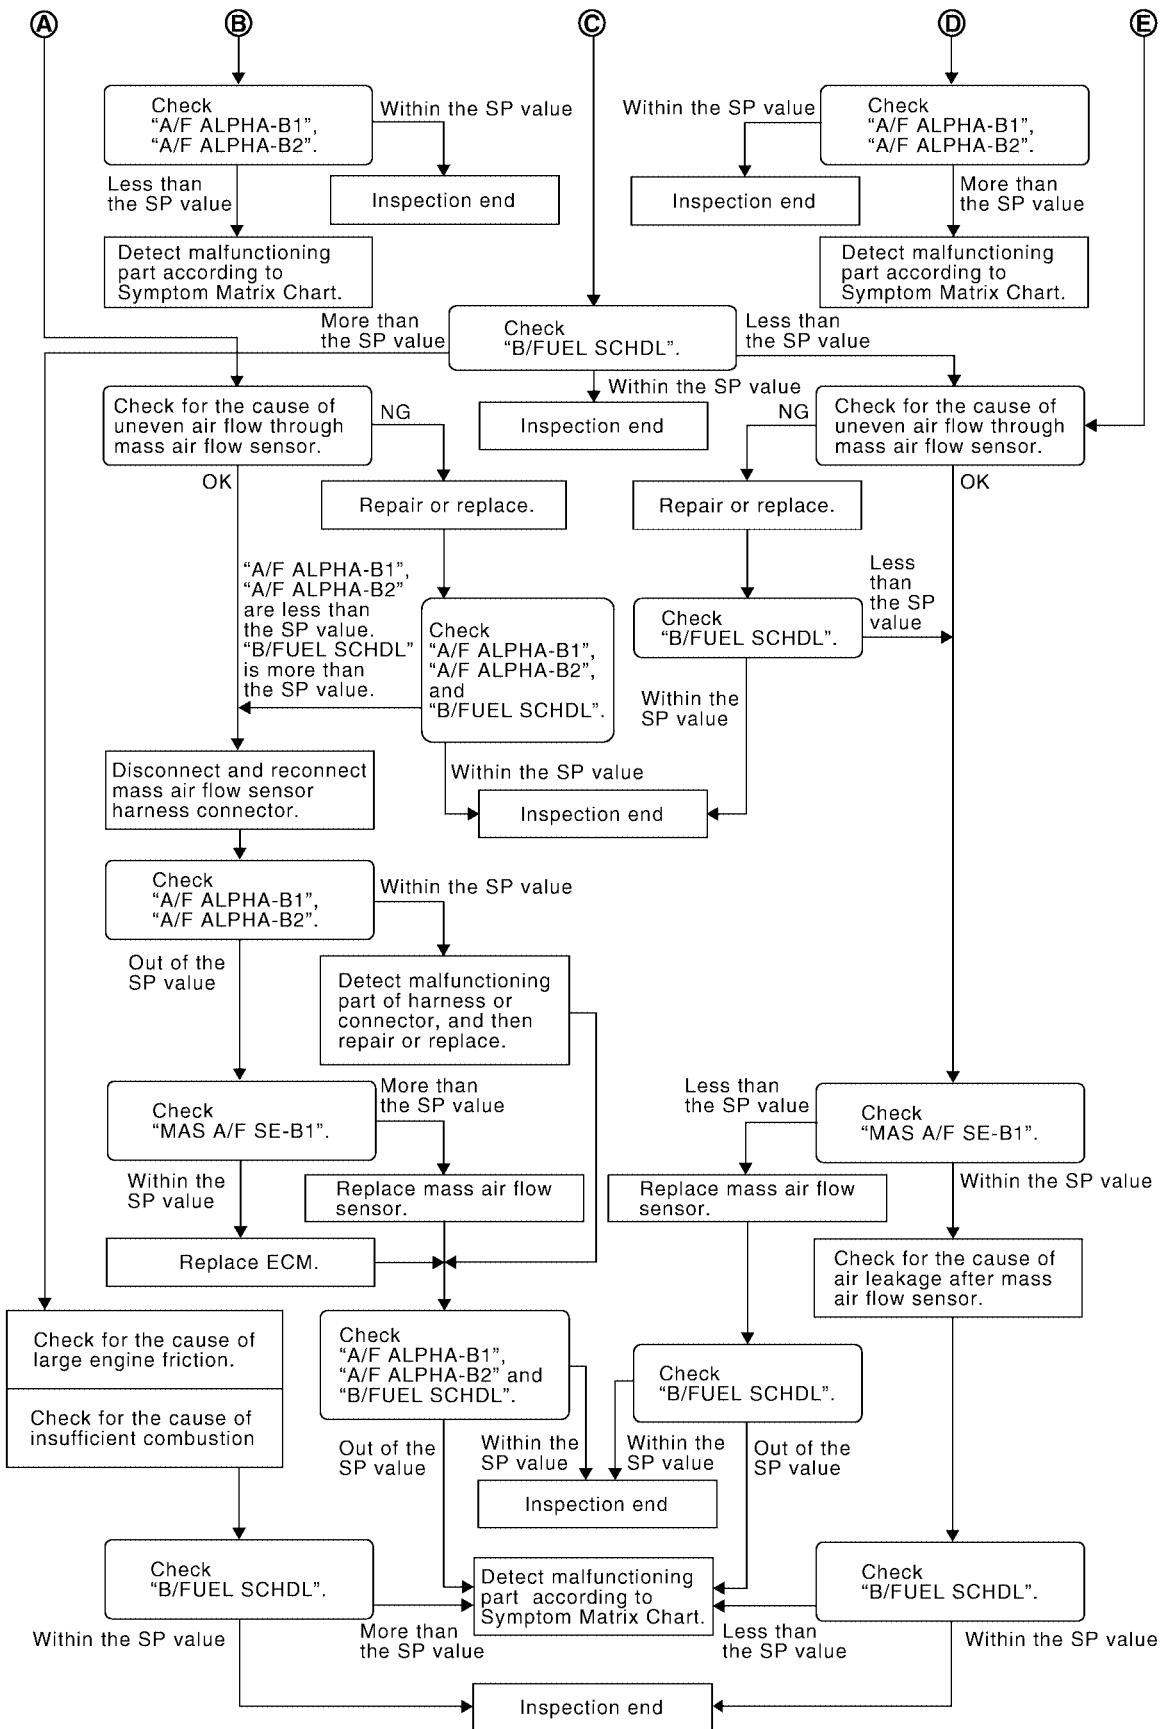 A
B
C
D
E
Check
“A/F ALPHA-B1”,
“A/F ALPHA-B2”.
Within the SP value
Within the SP value
Check
“A/F ALPHA-B1”,
“A/F ALPHA-B2”.
Less than
the SP value
Inspection end
Inspection end
More than
the SP value
Detect malfunctioning
part according to
Symptom Matrix Chart.
Detect malfunctioning
part according to
Symptom Matrix Chart.
More than
the SP value
Check
“B/FUEL SCHDL”.
Less than
the SP value
Within the SP value
Inspection end
Check for the cause of
uneven air flow through
mass air flow sensor.
NG
NG
Check for the cause of
uneven air flow through
mass air flow sensor.
OK
OK
Repair or replace.
Repair or replace.
“A/F ALPHA-B1”,
“A/F ALPHA-B2”
are less than
the SP value.
“B/FUEL SCHDL”
is more than
the SP value.
Check
“A/F ALPHA-B1”,
“A/F ALPHA-B2”,
and
“B/FUEL SCHDL”.
Check
“B/FUEL SCHDL”.
Less
than
the SP
value
Within the
SP value
Within the SP value
Inspection end
Disconnect and reconnect
mass air flow sensor
harness connector.
Check
“A/F ALPHA-B1”,
“A/F ALPHA-B2”.
Within the SP value
Out of the
SP value
Detect malfunctioning
part of harness or
connector, and then
repair or replace.
Check
“MAS A/F SE-B1”.
More than
the SP value
Less than
the SP value
Check
“MAS A/F SE-B1”.
Within the
SP value
Within the SP value
Replace mass air flow
sensor.
Replace mass air flow
sensor.
Replace ECM.
Check for the cause of
air leakage after mass
air flow sensor.
Check for the cause of
large engine friction.
Check for the cause of
insufficient combustion
Check
“A/F ALPHA-B1”,
“A/F ALPHA-B2” and
“B/FUEL SCHDL”.
Check
“B/FUEL SCHDL”.
Out of the
SP value
Within the
SP value
Within the
SP value
Out of the
SP value
Inspection end
Check
“B/FUEL SCHDL”.
Detect malfunctioning
part according to
Symptom Matrix Chart.
Check
“B/FUEL SCHDL”.
Within the SP value
More than
the SP value
Less than
the SP value
Within the SP value
Inspection end